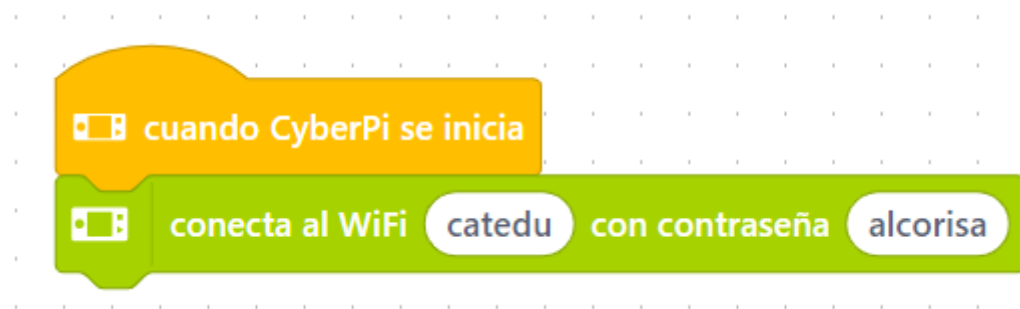 cuando CyberPi se inicia
conecta al WiFi catedu con contraseña alcorisa